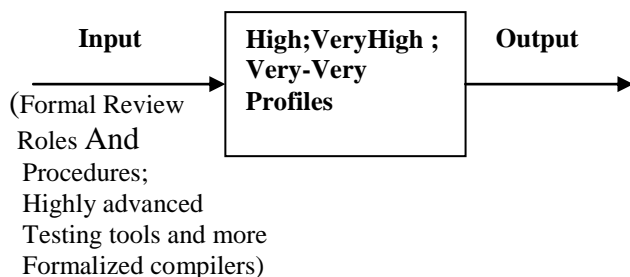 Input
High;VeryHigh ;
Very-Very
Profiles
Output
(Formal Review
Roles And
Procedures;
Highly advanced
Testing tools and more
Formalized compilers)